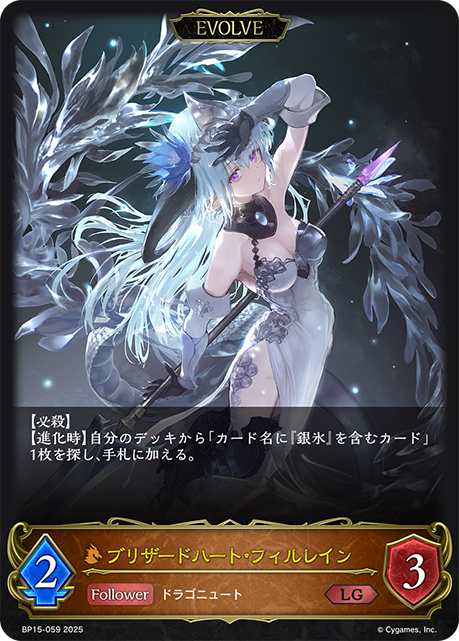 EVOLVE
【必殺】
【進化時】自分のデッキから「カード名に『銀氷』を含むカード」
1枚を探し、手札に加える。
ブリザードハート・フィルレイン
2
Follower ドラゴニュート LG
3
BP15-059 2025 © Cygames, Inc.